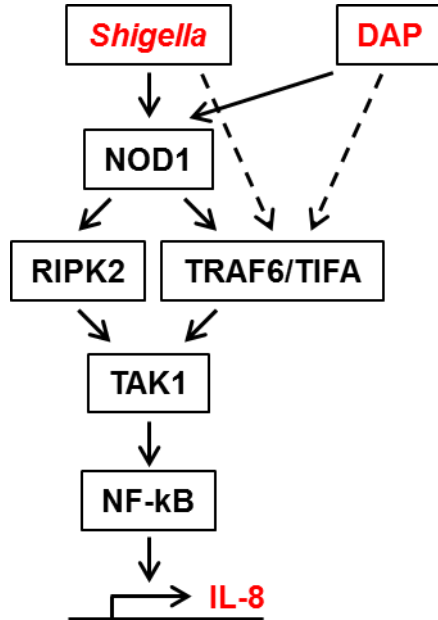 Shigella
DAP
NOD1
RIPK2
TRAF6/TIFA
TAK1
NF-kB
IL-8